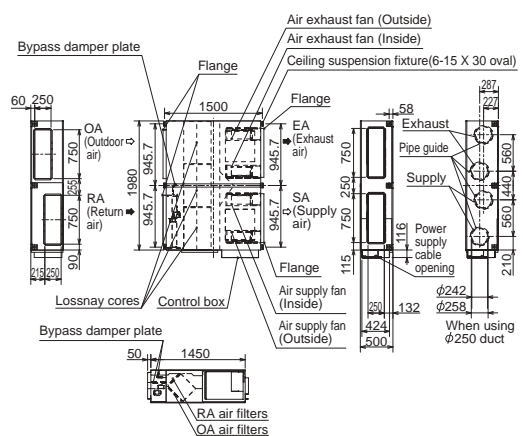 Air exhaust fan (Outside)
Air exhaust fan (Inside)
Bypass damper plate
Flange
Ceiling suspension fixture(6-15 X 30 oval)
Flange
287
227
60 250
1500
58
OA
(Outdoor
air)
EA
(Exhaust
air)
Exhaust
Pipe guide
Supply
750
255
750
90
215 250
RA
(Return
air)
945.7
1980
945.7
945.7
945.7
SA
(Supply
air)
750
250
750
115
116
560
440
560
210
Power
supply
cable
opening
Flange
Lossnay cores
Control box
Air supply fan
(Inside)
Air supply fan
(Outside)
250
132
424
500
ϕ242
ϕ258
When using
ϕ250 duct
Bypass damper plate
50
1450
RA air filters
OA air filters